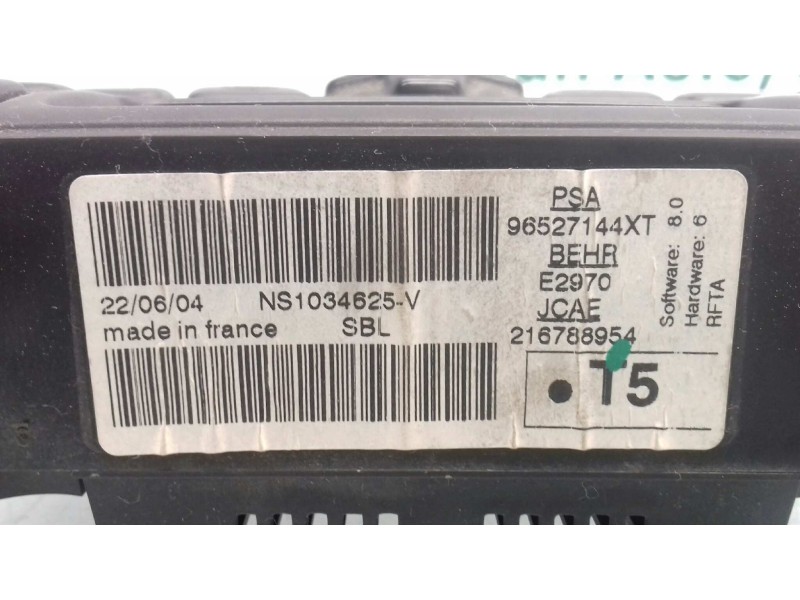 PSA
96527144XT
BEHR
E2970
JCAE
216788954
T5
22/06/04 NS1034625-V
made in france SBL
Software: 8.0
Hardware: 6
RFTA